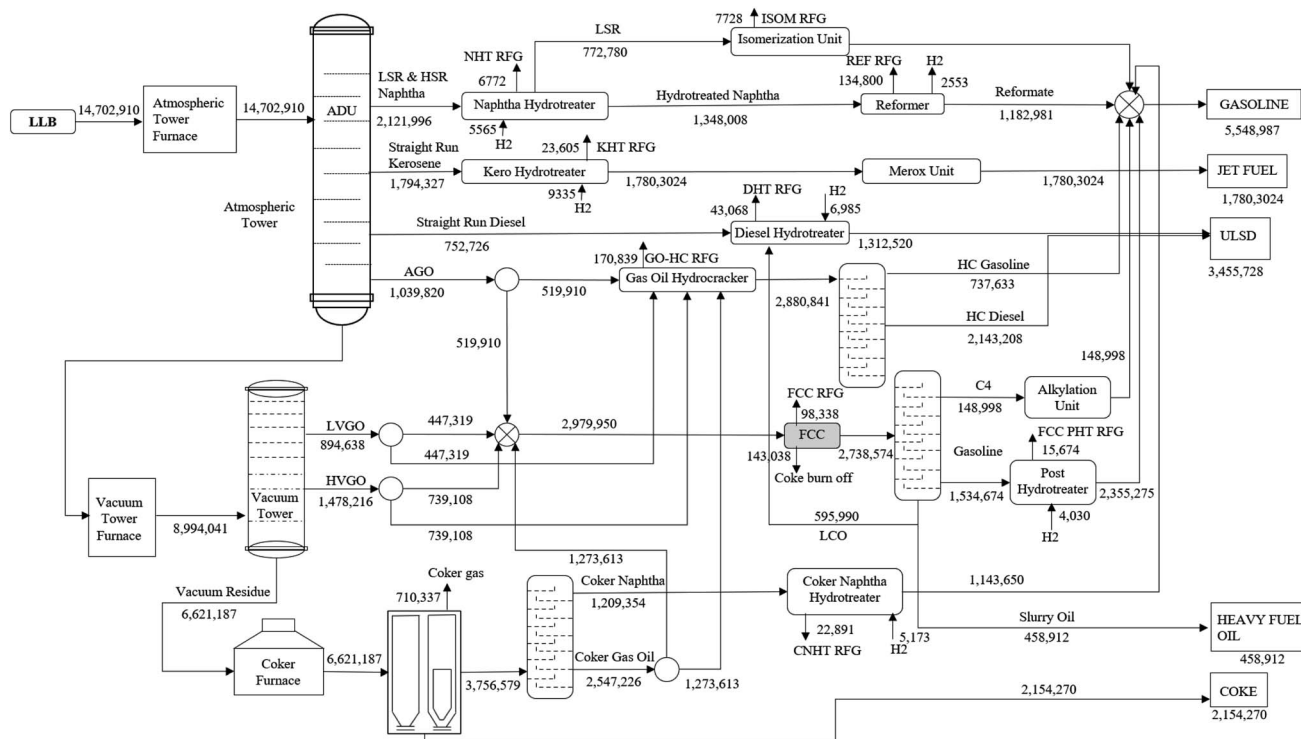 LLB
14,702,910
Atmospheric
Tower
Furnace
14,702,910
ADU
Atmospheric
Tower
LSR & HSR
Naphtha
2,121,996
NHT RFG
6772
Naphtha Hydrotreater
5565
H2
LSR
772,780
7728
ISOM RFG
Isomerization Unit
Hydrotreated Naphtha
1,348,008
REF RFG
134,800
H2
2553
Reformer
Reformate
1,182,981
GASOLINE
5,548,987
Straight Run
Kerosene
1,794,327
23,605
KHT RFG
Kero Hydrotreater
9335
H2
1,780,3024
Merox Unit
1,780,3024
JET FUEL
1,780,3024
Straight Run Diesel
752,726
DHT RFG
43,068
H2
6,985
Diesel Hydrotreater
1,312,520
ULSD
3,455,728
AGO
1,039,820
519,910
170,839
GO-HC RFG
Gas Oil Hydrocracker
2,880,841
HC Gasoline
737,633
HC Diesel
2,143,208
519,910
148,998
Vacuum
Tower
Furnace
8,994,041
Vacuum
Tower
LVGO
894,638
447,319
447,319
HVGO
1,478,216
739,108
739,108
2,979,950
FCC RFG
98,338
FCC
143,038
Coke burn off
2,738,574
C4
148,998
Alkylation
Unit
FCC PHT RFG
15,674
Gasoline
1,534,674
Post
Hydrotreater
2,355,275
4,030
H2
595,990
LCO
1,273,613
Vacuum Residue
6,621,187
Coker
Furnace
6,621,187
Coker gas
710,337
3,756,579
Coker Naphtha
1,209,354
Coker Gas Oil
2,547,226
1,273,613
Coker Naphtha
Hydrotreater
22,891
CNHT RFG
5,173
H2
1,143,650
Slurry Oil
458,912
HEAVY FUEL
OIL
458,912
2,154,270
COKE
2,154,270